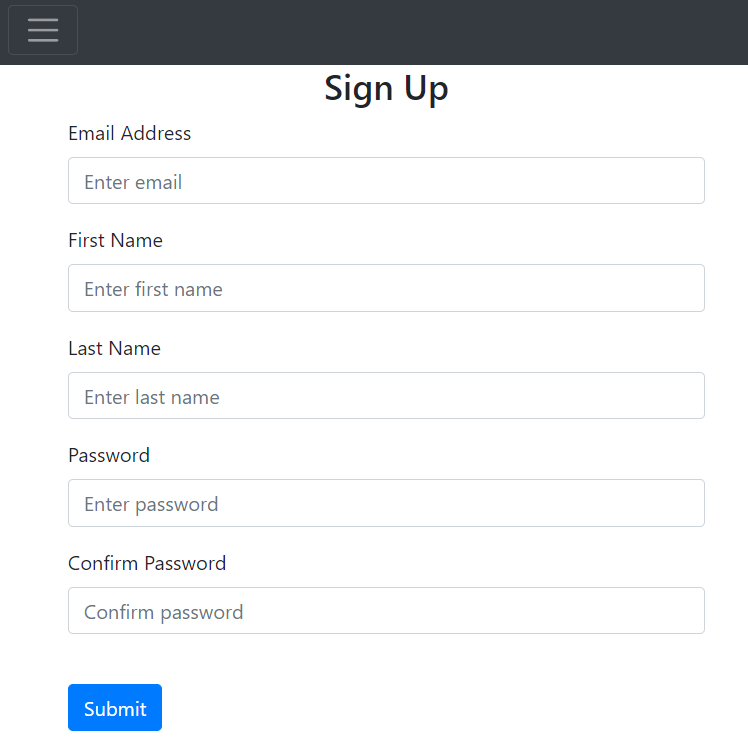 Sign Up
Email Address
Enter email
First Name
Enter first name
Last Name
Enter last name
Password
Enter password
Confirm Password
Confirm password
Submit